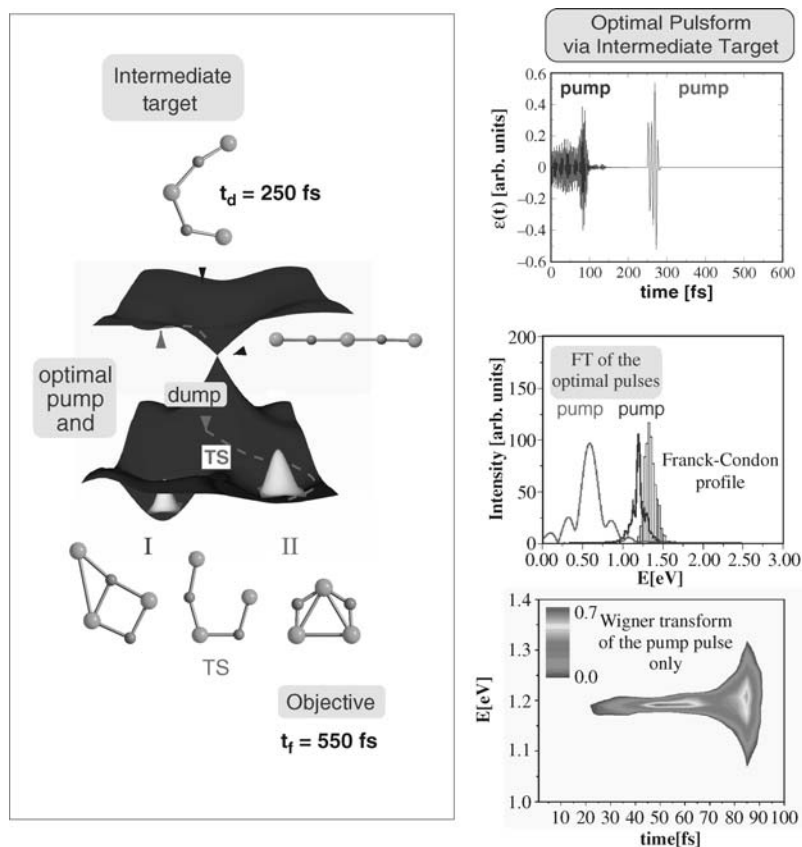 Intermediate
target
t_d = 250 fs
optimal
pump
and
dump
TS
I
II
TS
Objective
t_f = 550 fs
Optimal Pulsform
via Intermediate Target
0.6
0.4
0.2
0
−0.2
−0.4
−0.6
ε(t) [arb. units]
pump
pump
0 100 200 300 400 500 600
time [fs]
200
150
100
50
0
Intensity [arb. units]
FT of the
optimal pulses
pump
pump
Franck-Condon
profile
0.00 0.50 1.00 1.50 2.00 2.50 3.00
E[eV]
1.4
1.3
1.2
1.1
1.0
E[eV]
0.7
0.0
Wigner transform
of the pump pulse
only
10 20 30 40 50 60 70 80 90 100
time[fs]